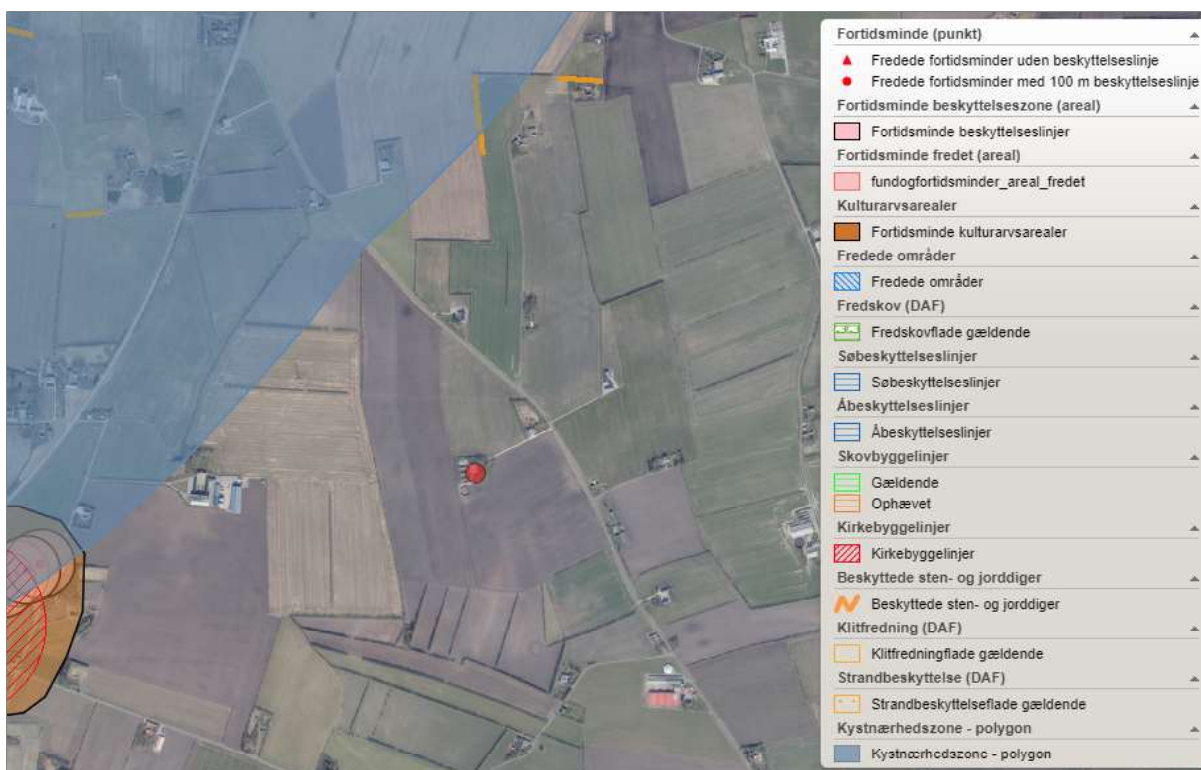 Fortidsminde (punkt)
Fredede fortidsminder uden beskyttelseslinje
Fredede fortidsminder med 100 m beskyttelseslinje
Fortidsminde beskyttelseszone (areal)
Fortidsminde beskyttelseslinjer
Fortidsminde fredet (areal)
fundogfortidsminder_areal_fredet
Kulturarvsarealer
Fortidsminde kulturarvsarealer
Fredede områder
Fredede områder
Fredskov (DAF)
Fredskovflade gældende
Søbeskyttelseslinjer
Søbeskyttelseslinjer
Åbeskyttelseslinjer
Åbeskyttelseslinjer
Skovbyggelinjer
Gældende
Ophævet
Kirkebyggelinjer
Kirkebyggelinjer
Beskyttede sten- og jorddiger
Beskyttede sten- og jorddiger
Klitfredning (DAF)
Klitfredningflade gældende
Strandbeskyttelse (DAF)
Strandbeskyttelseflade gældende
Kystnærhedszone - polygon
Kystnærhedszone - polygon